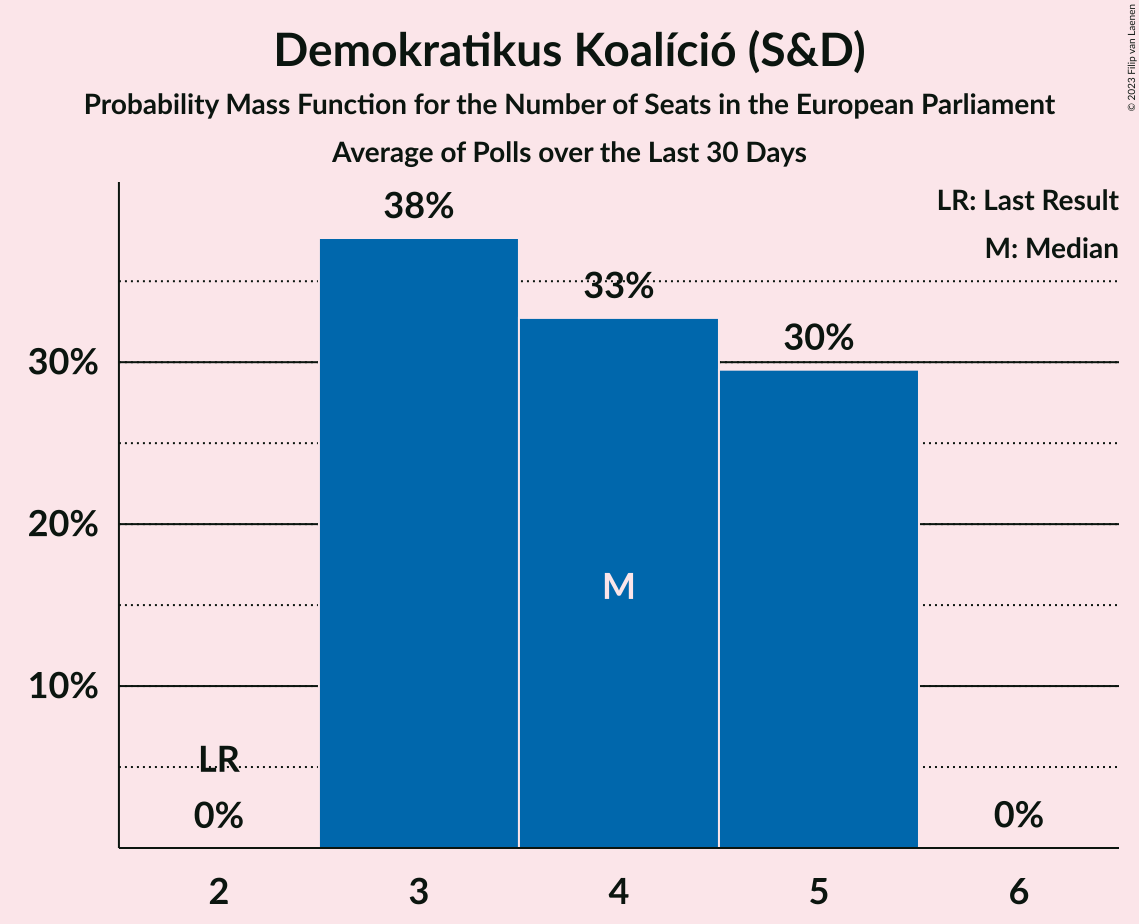 Demokratikus Koalíció (S&D)
Probability Mass Function for the Number of Seats in the European Parliament
Average of Polls over the Last 30 Days
© 2023 Filip van Laenen
LR: Last Result
M: Median
38%
33%
30%
30%
20%
10%
M
LR
0%
0%
2 3 4 5 6